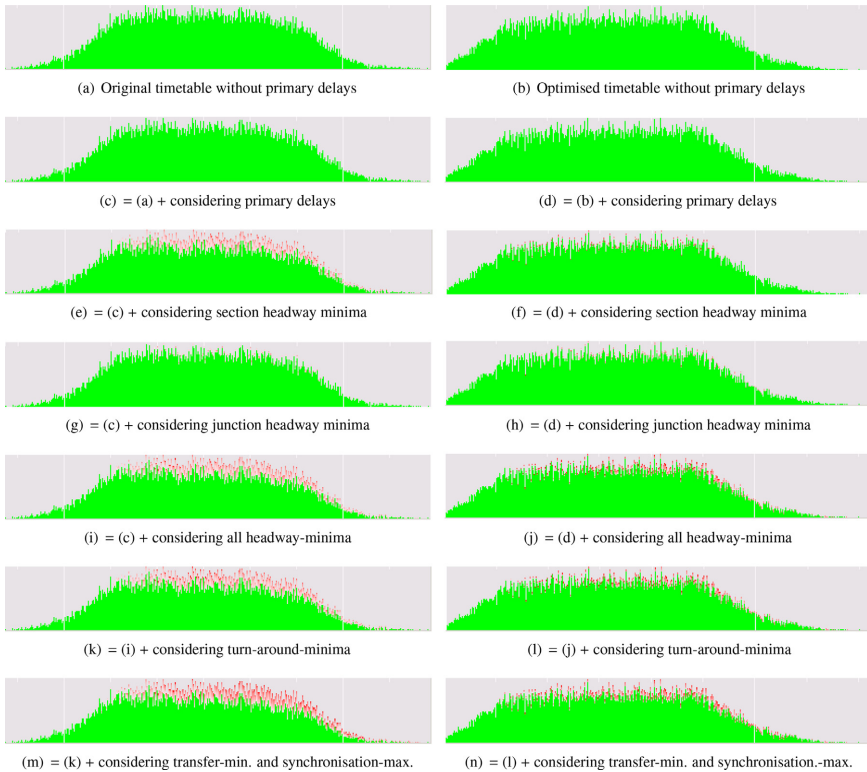 (a) Original timetable without primary delays
(b) Optimised timetable without primary delays
(c) = (a) + considering primary delays
(d) = (b) + considering primary delays
(e) = (c) + considering section headway minima
(f) = (d) + considering section headway minima
(g) = (c) + considering junction headway minima
(h) = (d) + considering junction headway minima
(i) = (c) + considering all headway-minima
(j) = (d) + considering all headway-minima
(k) = (i) + considering turn-around-minima
(l) = (j) + considering turn-around-minima
(m) = (k) + considering transfer-min. and synchronisation-max.
(n) = (l) + considering transfer-min. and synchronisation.-max.